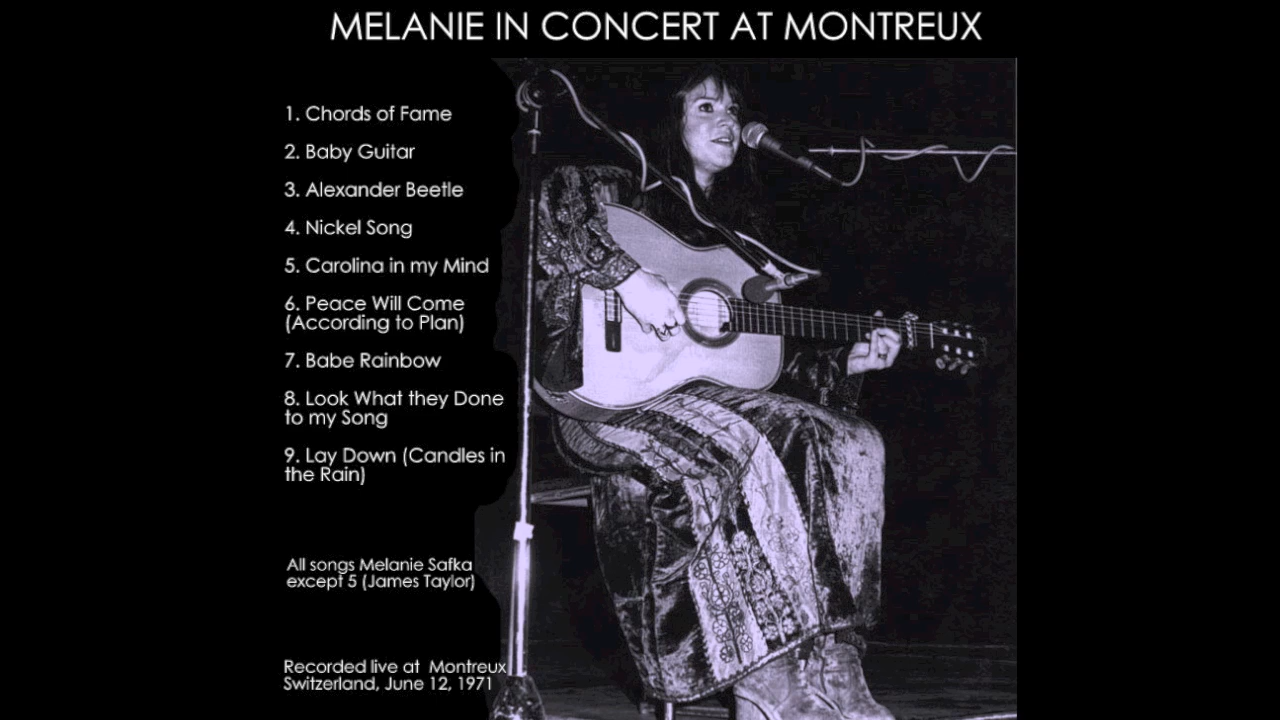 MELANIE IN CONCERT AT MONTREUX
1. Chords of Fame
2. Baby Guitar
3. Alexander Beetle
4. Nickel Song
5. Carolina in my Mind
6. Peace Will Come
(According to Plan)
7. Babe Rainbow
8. Look What they Done
to my Song
9. Lay Down (Candles in
the Rain)
All songs Melanie Safka
except 5 (James Taylor)
Recorded live at Montreux
Switzerland, June 12, 1971